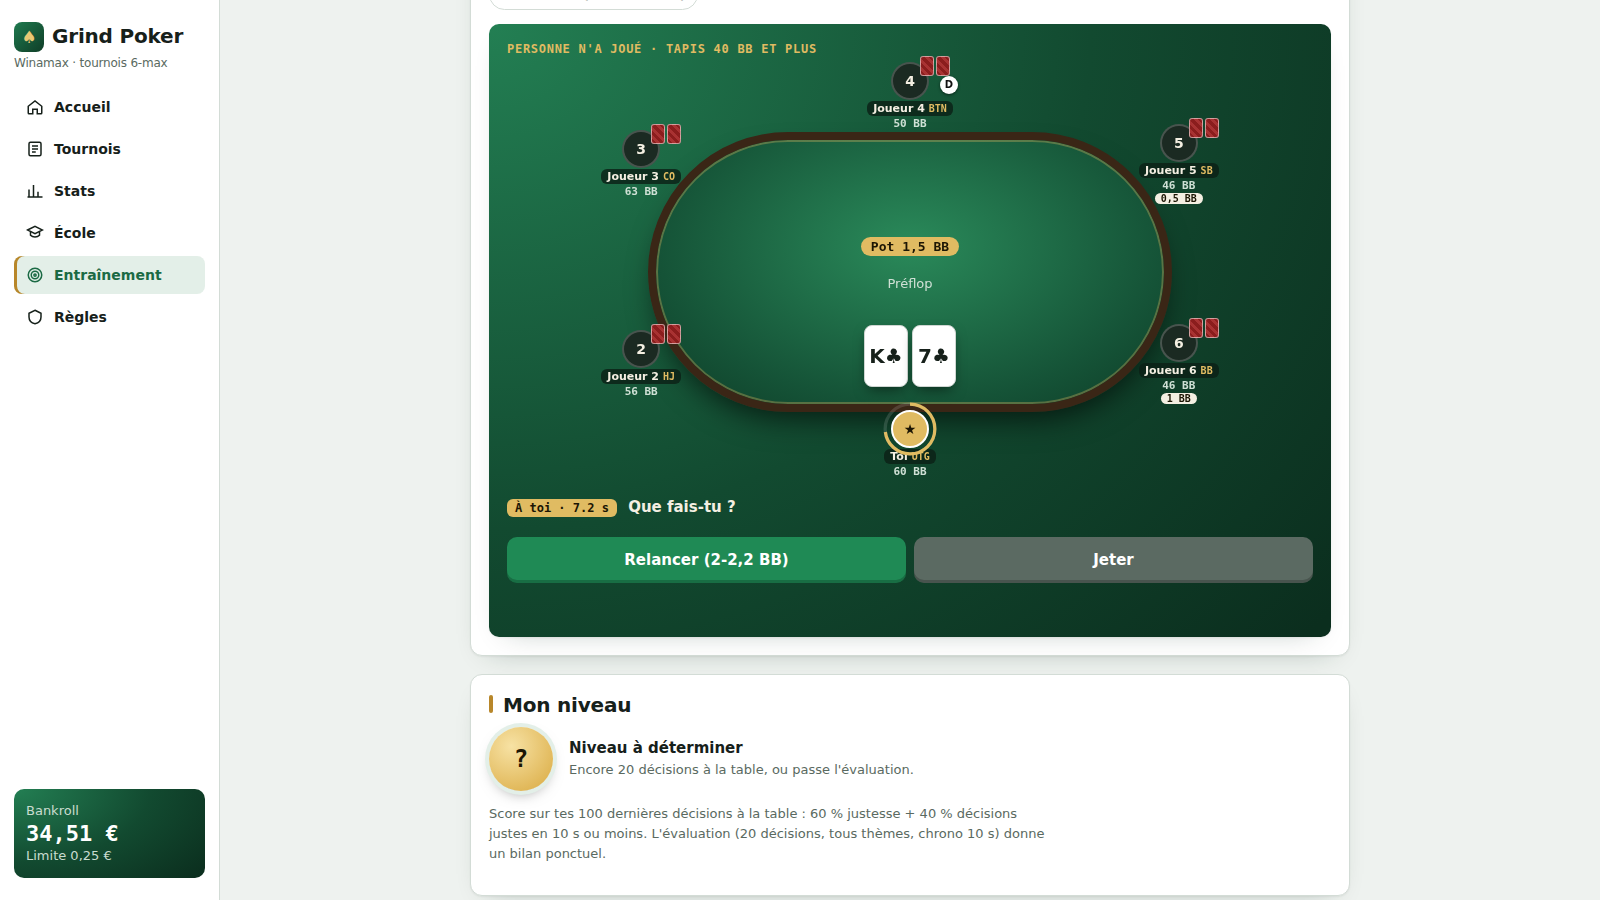 Grind Poker
Winamax · tournois 6-max
Accueil
Tournois
Stats
École
Entraînement
Règles
Bankroll
34,51 €
Limite 0,25 €
PERSONNE N'A JOUÉ · TAPIS 40 BB ET PLUS
4
D
Joueur 4 BTN
50 BB
3
Joueur 3 CO
63 BB
5
Joueur 5 SB
46 BB
0,5 BB
Pot 1,5 BB
Préflop
2
Joueur 2 HJ
56 BB
K♣ 7♣
6
Joueur 6 BB
46 BB
1 BB
★
Toi UTG
60 BB
À toi · 7.2 s Que fais-tu ?
Relancer (2-2,2 BB)
Jeter
Mon niveau
?
Niveau à déterminer
Encore 20 décisions à la table, ou passe l'évaluation.
Score sur tes 100 dernières décisions à la table : 60 % justesse + 40 % décisions
justes en 10 s ou moins. L'évaluation (20 décisions, tous thèmes, chrono 10 s) donne
un bilan ponctuel.